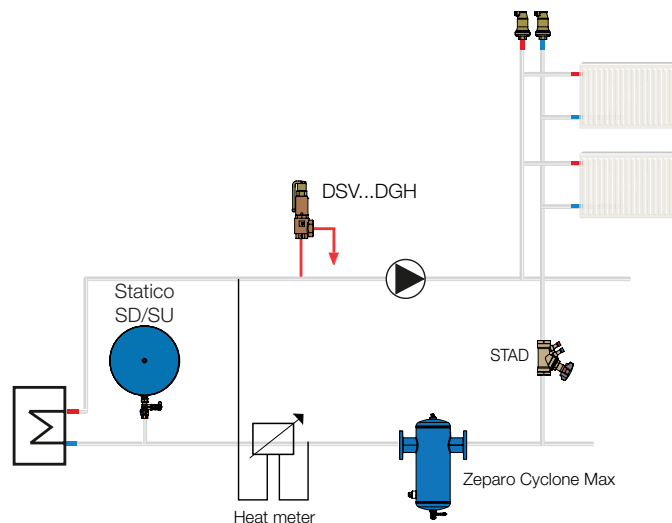 DSV...DGH
Statico
SD/SU
STAD
Zeparo Cyclone Max
Heat meter